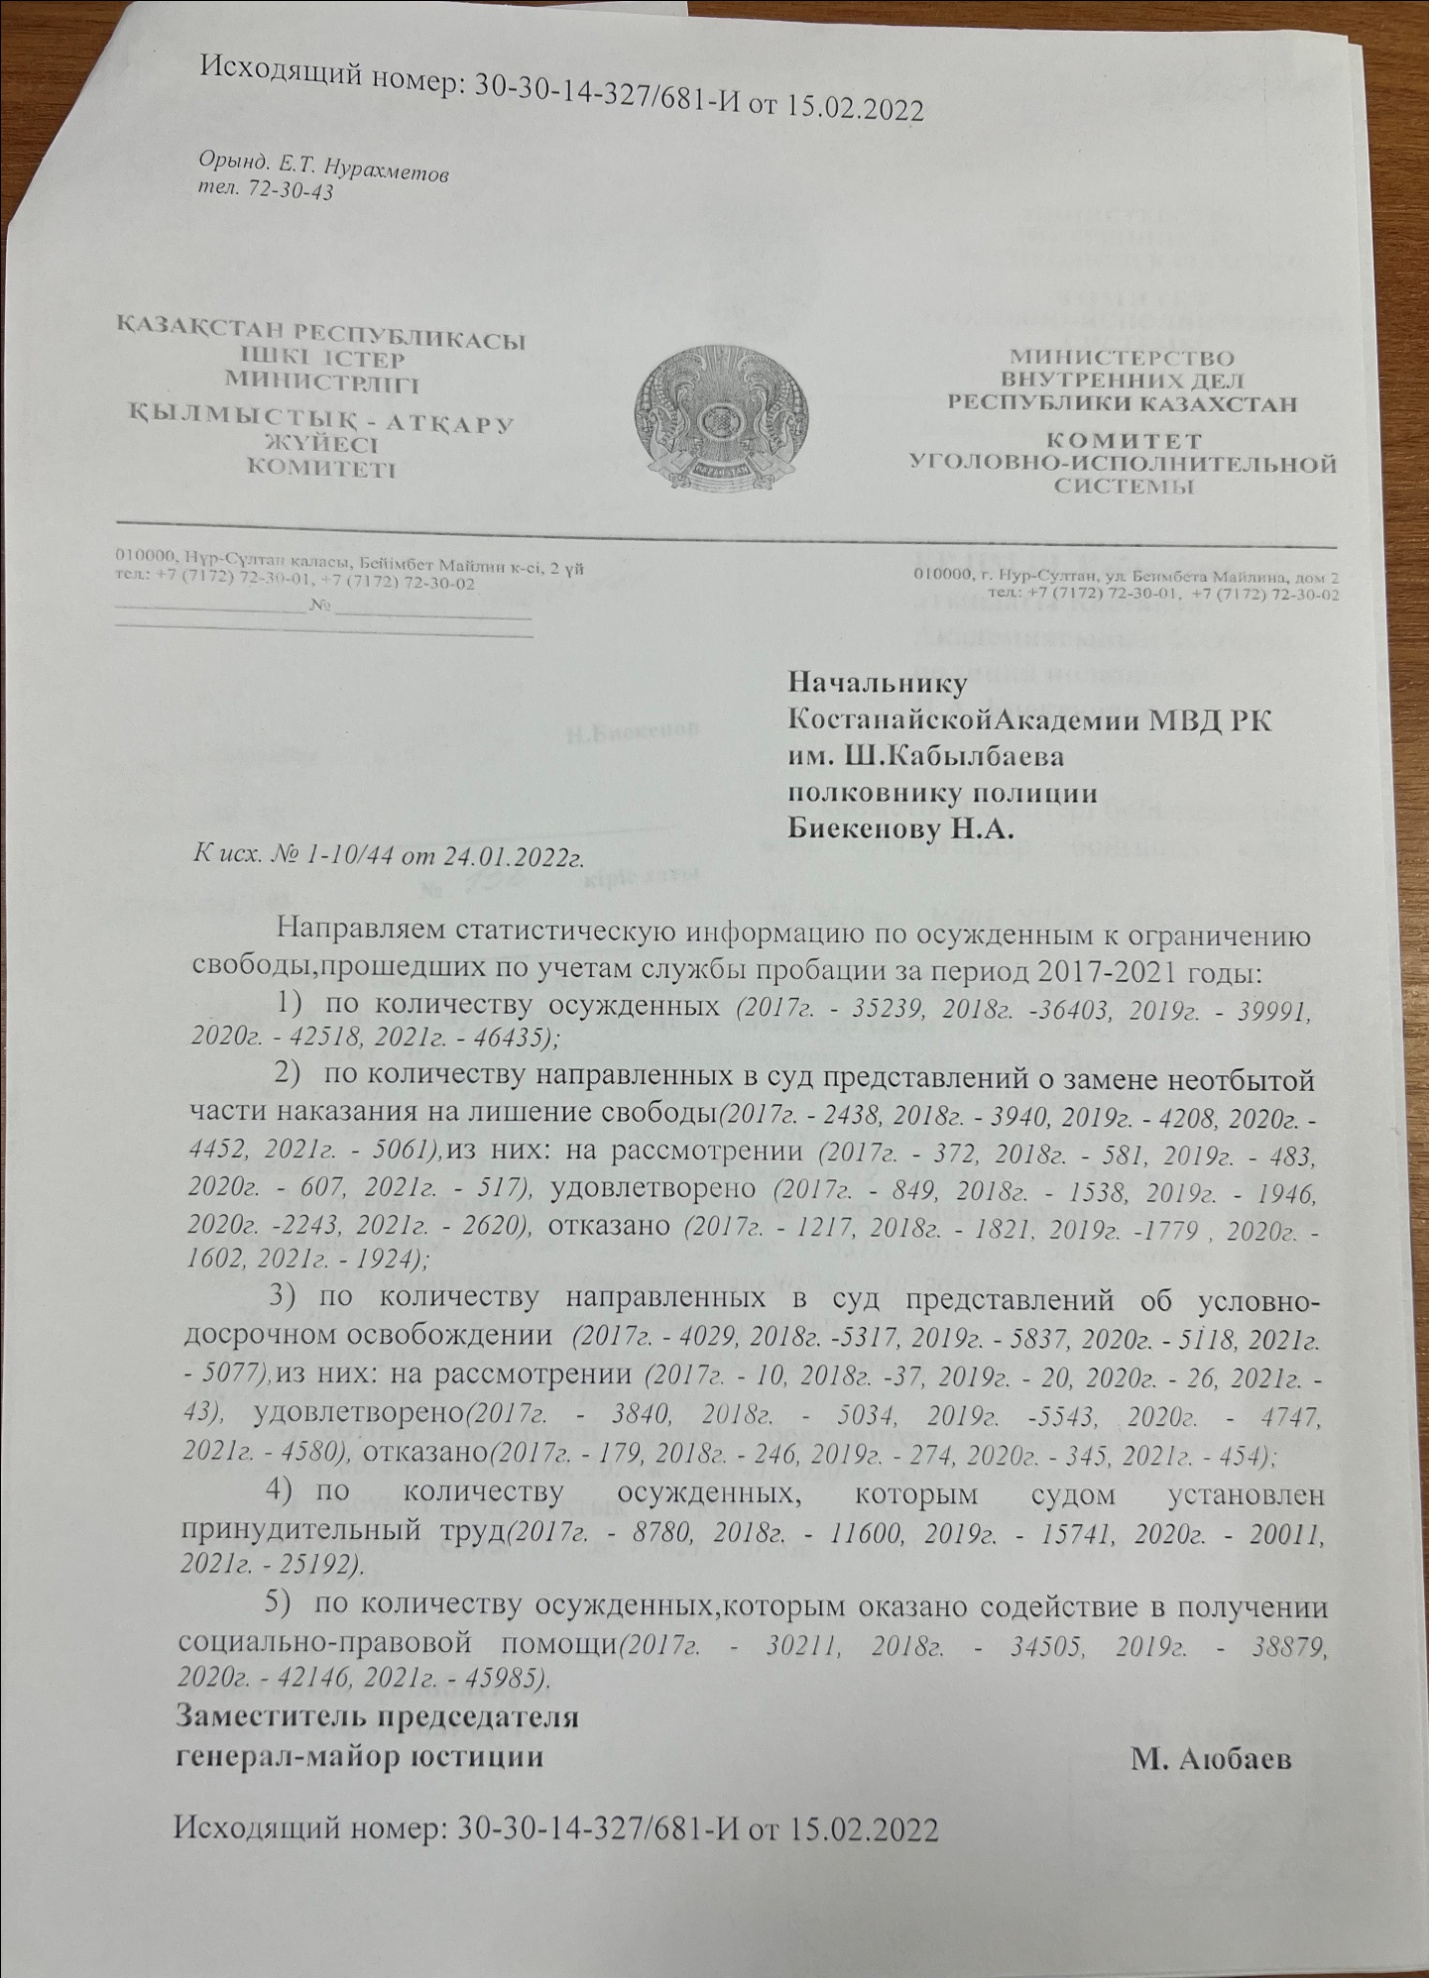 Исходящий номер: 30-30-14-327/681-И от 15.02.2022
Орынд. Е.Т. Нурахметов
тел. 72-30-43
ҚАЗАҚСТАН РЕСПУБЛИКАСЫ
ІШКІ ІСТЕР
МИНИСТРЛІГІ
ҚЫЛМЫСТЫҚ - АТҚАРУ
ЖҮЙЕСІ
КОМИТЕТІ
МИНИСТЕРСТВО
ВНУТРЕННИХ ДЕЛ
РЕСПУБЛИКИ КАЗАХСТАН
КОМИТЕТ
УГОЛОВНО-ИСПОЛНИТЕЛЬНОЙ
СИСТЕМЫ
010000, Нұр-Сұлтан қаласы, Бейімбет Майлин к-сі, 2 үй
тел.: +7 (7172) 72-30-01, +7 (7172) 72-30-02
№
010000, г. Нур-Султан, ул. Беимбета Майлина, дом 2
тел.: +7 (7172) 72-30-01, +7 (7172) 72-30-02
Начальнику
КостанайскойАкадемии МВД РК
им. Ш.Кабылбаева
полковнику полиции
Биекенову Н.А.
К исх. № 1-10/44 от 24.01.2022г.
Направляем статистическую информацию по осужденным к ограничению
свободы,прошедших по учетам службы пробации за период 2017-2021 годы:
1) по количеству осужденных (2017г. - 35239, 2018г. -36403, 2019г. - 39991,
2020г. - 42518, 2021г. - 46435);
2) по количеству направленных в суд представлений о замене неотбытой
части наказания на лишение свободы(2017г. - 2438, 2018г. - 3940, 2019г. - 4208, 2020г. -
4452, 2021г. - 5061),из них: на рассмотрении (2017г. - 372, 2018г. - 581, 2019г. - 483,
2020г. - 607, 2021г. - 517), удовлетворено (2017г. - 849, 2018г. - 1538, 2019г. - 1946,
2020г. -2243, 2021г. - 2620), отказано (2017г. - 1217, 2018г. - 1821, 2019г. -1779 , 2020г. -
1602, 2021г. - 1924);
3) по количеству направленных в суд представлений об условно-
досрочном освобождении (2017г. - 4029, 2018г. -5317, 2019г. - 5837, 2020г. - 5118, 2021г.
- 5077),из них: на рассмотрении (2017г. - 10, 2018г. -37, 2019г. - 20, 2020г. - 26, 2021г. -
43), удовлетворено(2017г. - 3840, 2018г. - 5034, 2019г. -5543, 2020г. - 4747,
2021г. - 4580), отказано(2017г. - 179, 2018г. - 246, 2019г. - 274, 2020г. - 345, 2021г. - 454);
4) по количеству осужденных, которым судом установлен
принудительный труд(2017г. - 8780, 2018г. - 11600, 2019г. - 15741, 2020г. - 20011,
2021г. - 25192).
5) по количеству осужденных,которым оказано содействие в получении
социально-правовой помощи(2017г. - 30211, 2018г. - 34505, 2019г. - 38879,
2020г. - 42146, 2021г. - 45985).
Заместитель председателя
генерал-майор юстиции
М. Аюбаев
Исходящий номер: 30-30-14-327/681-И от 15.02.2022